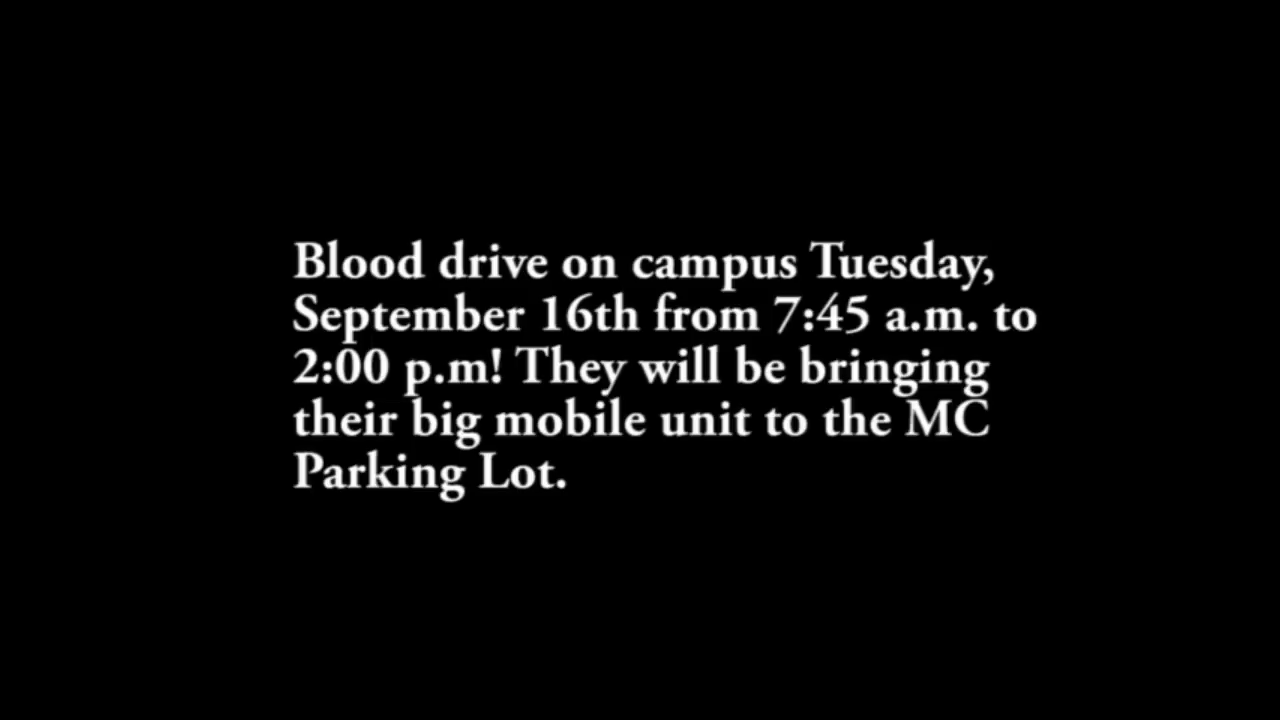 Blood drive on campus Tuesday,
September 16th from 7:45 a.m. to
2:00 p.m! They will be bringing
their big mobile unit to the MC
Parking Lot.